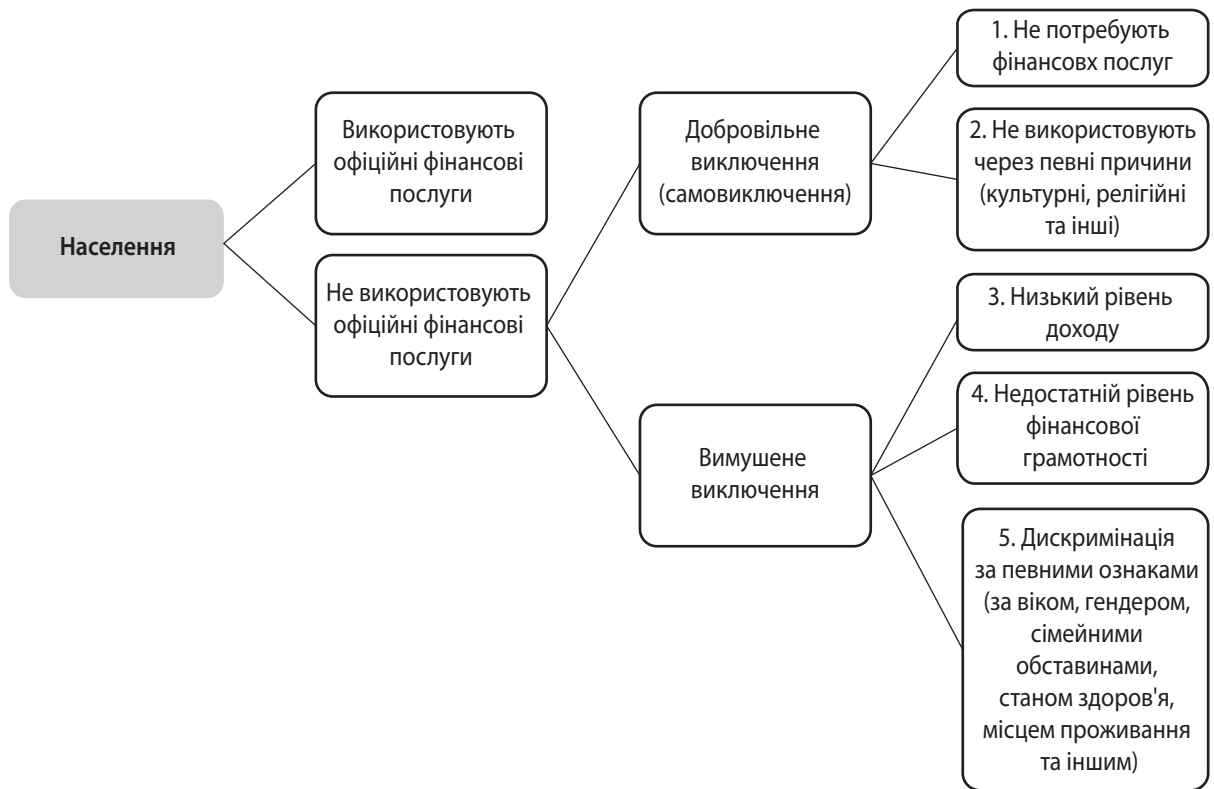 Населення
Використовують
офіційні фінансові
послуги
Не використовують
офіційні фінансові
послуги
Добровільне
виключення
(самовиключення)
Вимушене
виключення
1. Не потребують
фінансовх послуг
2. Не використовують
через певні причини
(культурні, релігійні
та інші)
3. Низький рівень
доходу
4. Недостатній рівень
фінансової
грамотності
5. Дискримінація
за певними ознаками
(за віком, гендером,
сімейними
обставинами,
станом здоров'я,
місцем проживання
та іншим)